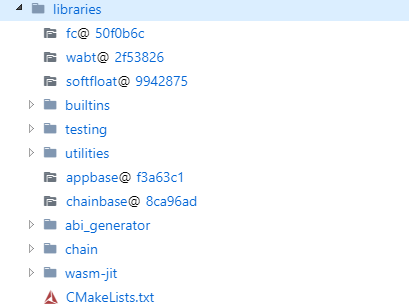 libraries
fc@ 50f0b6c
wabt@ 2f53826
softfloat@ 9942875
builtins
testing
utilities
appbase@ f3a63c1
chainbase@ 8ca96ad
abi_generator
chain
wasm-jit
CMakeLists.txt